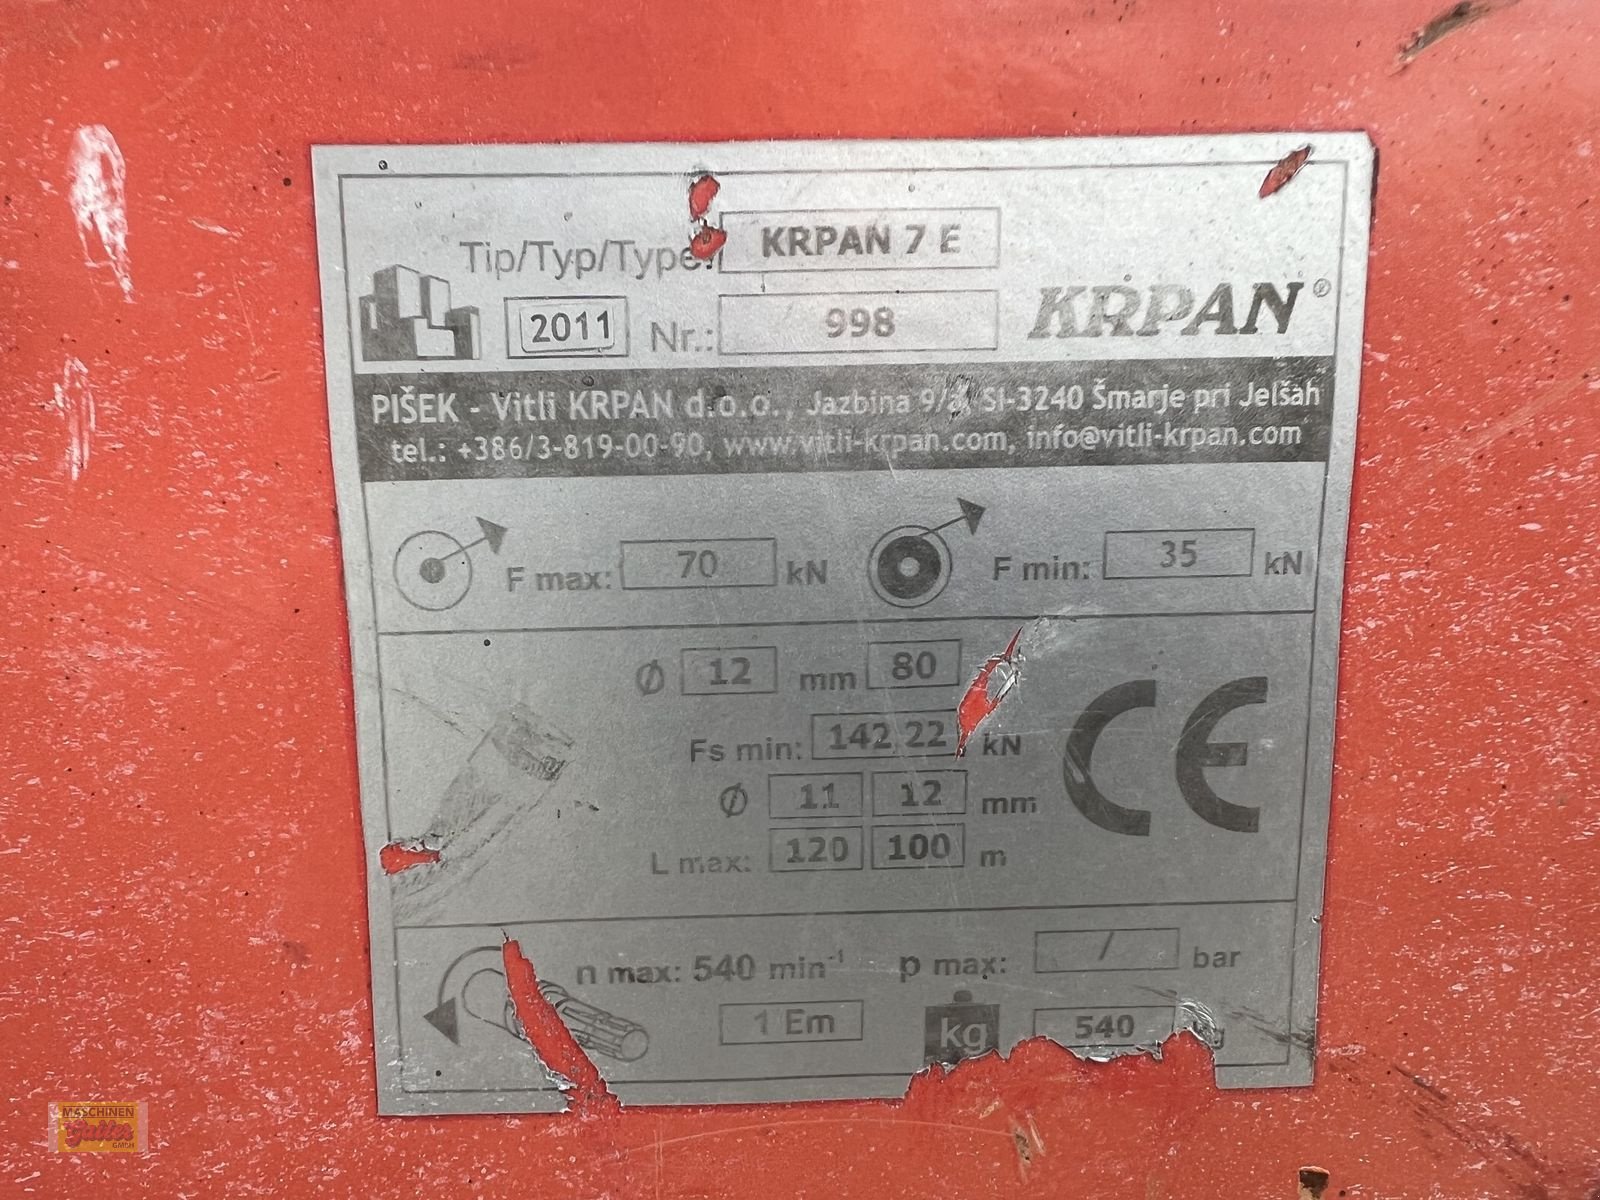 Tip/Typ/Type: KRPAN 7 E
2011 Nr.: 998 KRPAN®
PIŠEK - Vitli KRPAN d.o.o., Jazbina 9/a, SI-3240 Šmarje pri Jelšah
tel.: +386/3-819-00-90, www.vitli-krpan.com, info@vitli-krpan.com
F max: 70 kN F min: 35 kN
Ø 12 mm 80
Fs min: 142,22 kN
Ø 11 12 mm
L max: 120 100 m
CE
n max: 540 min⁻¹ p max: / bar
1 Em kg 540 kg
MASCHINEN
Gailer
GMBH